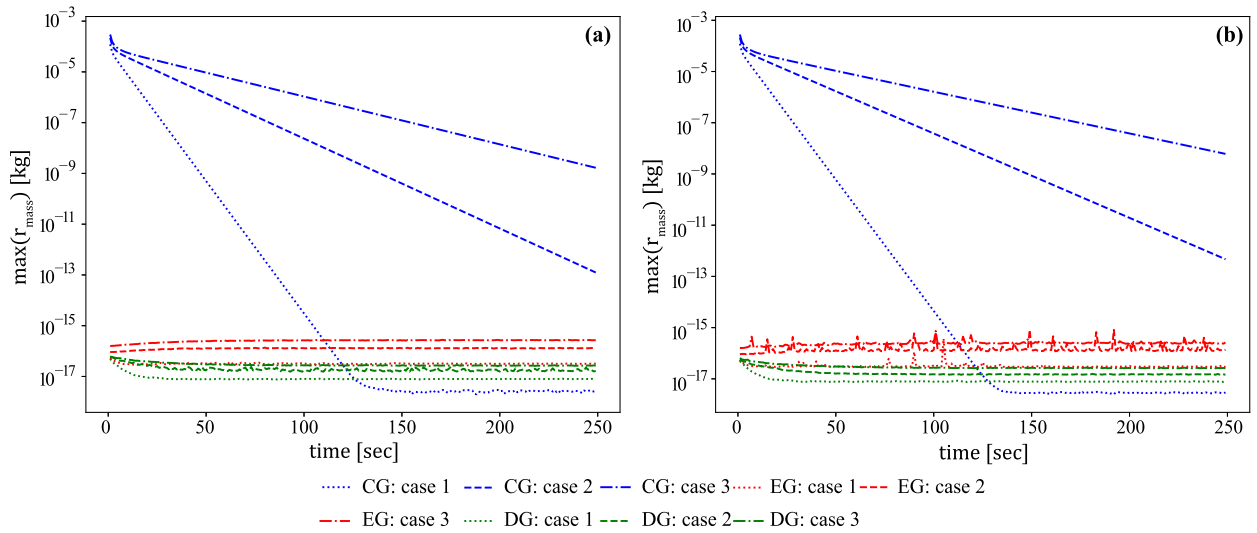 (a)
max(r_mass) [kg]
10⁻³
10⁻⁵
10⁻⁷
10⁻⁹
10⁻¹¹
10⁻¹³
10⁻¹⁵
10⁻¹⁷
0 50 100 150 200 250
time [sec]
(b)
max(r_mass) [kg]
10⁻³
10⁻⁵
10⁻⁷
10⁻⁹
10⁻¹¹
10⁻¹³
10⁻¹⁵
10⁻¹⁷
0 50 100 150 200 250
time [sec]
CG: case 1 CG: case 2 CG: case 3 EG: case 1 EG: case 2
EG: case 3 DG: case 1 DG: case 2 DG: case 3